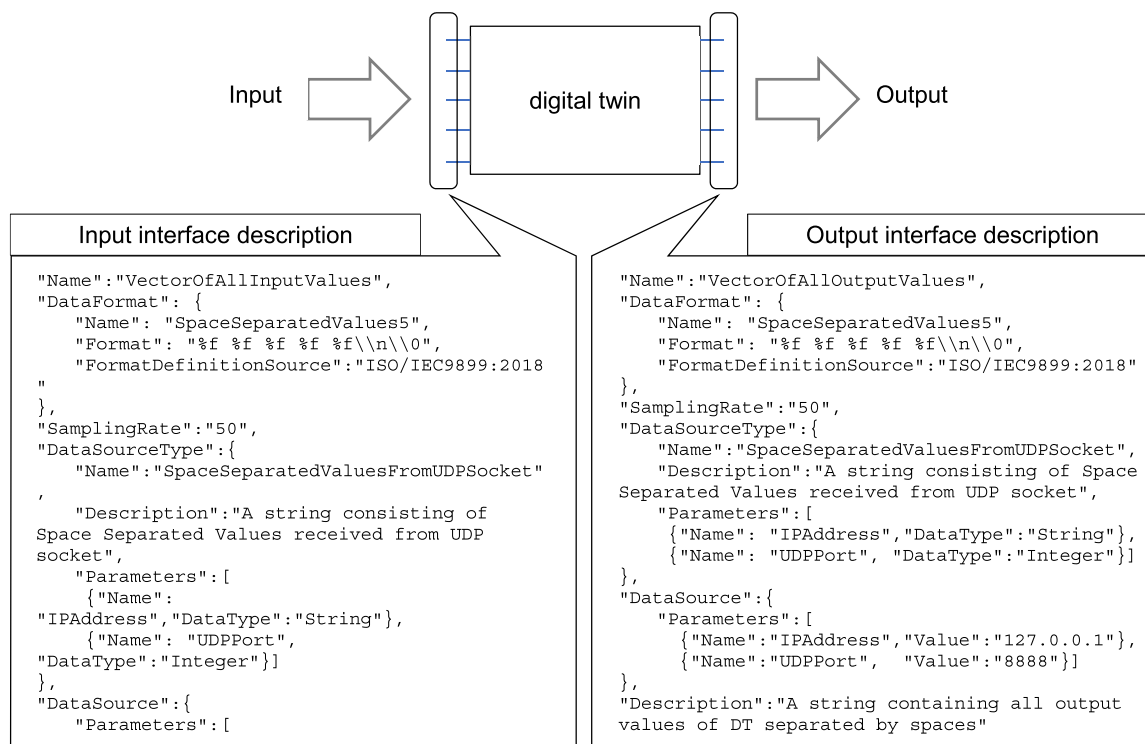 Input
digital twin
Output
Input interface description
"Name":"VectorOfAllInputValues",
"DataFormat": {
"Name": "SpaceSeparatedValues5",
"Format": "%f %f %f %f %f\\n\\0",
"FormatDefinitionSource":"ISO/IEC9899:2018
"
},
"SamplingRate":"50",
"DataSourceType":{
"Name":"SpaceSeparatedValuesFromUDPSocket"
,
"Description":"A string consisting of
Space Separated Values received from UDP
socket",
"Parameters":[
{"Name":
"IPAddress","DataType":"String"},
{"Name": "UDPPort",
"DataType":"Integer"}]
},
"DataSource":{
"Parameters":[
Output interface description
"Name":"VectorOfAllOutputValues",
"DataFormat": {
"Name": "SpaceSeparatedValues5",
"Format": "%f %f %f %f %f\\n\\0",
"FormatDefinitionSource":"ISO/IEC9899:2018"
},
"SamplingRate":"50",
"DataSourceType":{
"Name":"SpaceSeparatedValuesFromUDPSocket",
"Description":"A string consisting of Space
Separated Values received from UDP socket",
"Parameters":[
{"Name": "IPAddress","DataType":"String"},
{"Name": "UDPPort", "DataType":"Integer"}]
},
"DataSource":{
"Parameters":[
{"Name":"IPAddress","Value":"127.0.0.1"},
{"Name":"UDPPort",  "Value":"8888"}]
},
"Description":"A string containing all output
values of DT separated by spaces"